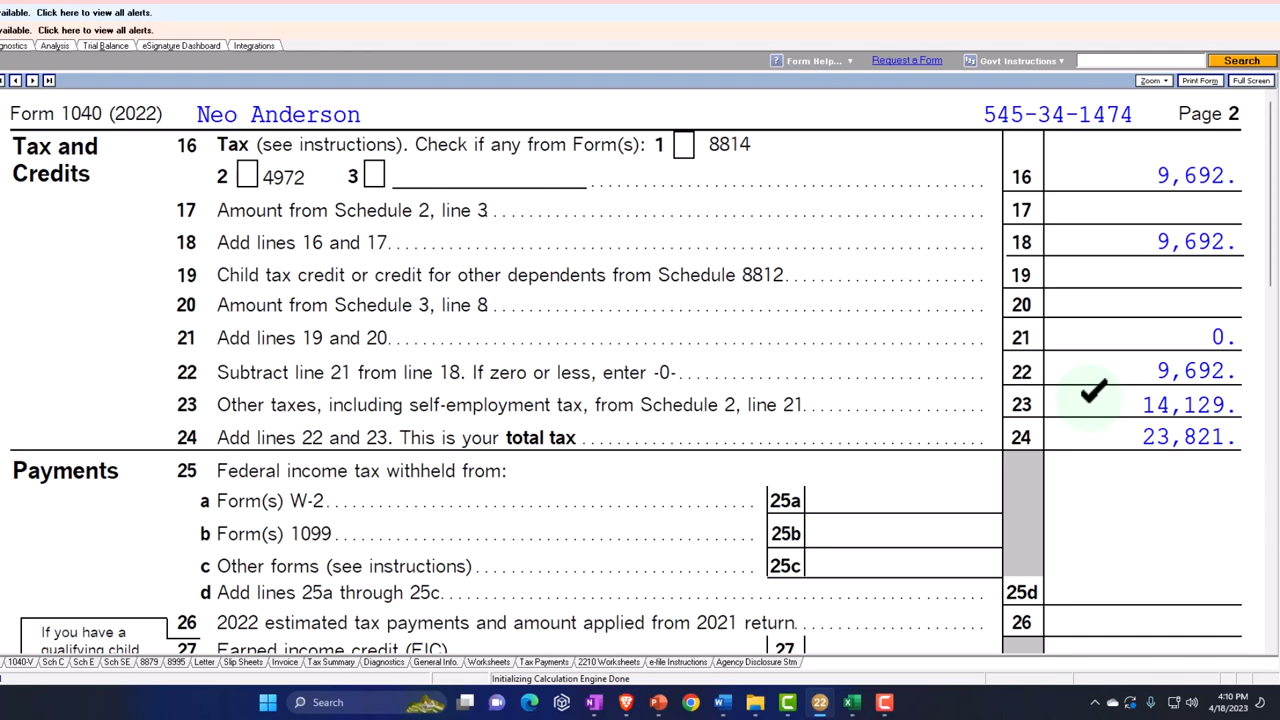 vailable. Click here to view all alerts.
vailable. Click here to view all alerts.
gnostics Analysis Trial Balance eSignature Dashboard Integrations
? Form Help... Request a Form Govt Instructions Search
Zoom Print Form Full Screen
Form 1040 (2022) Neo Anderson 545-34-1474 Page 2
Tax and Credits
16 Tax (see instructions). Check if any from Form(s): 1 8814
2 4972 3 16 9,692.
17 Amount from Schedule 2, line 3 17
18 Add lines 16 and 17 18 9,692.
19 Child tax credit or credit for other dependents from Schedule 8812 19
20 Amount from Schedule 3, line 8 20
21 Add lines 19 and 20 21 0.
22 Subtract line 21 from line 18. If zero or less, enter -0- 22 9,692.
23 Other taxes, including self-employment tax, from Schedule 2, line 21 23 14,129.
24 Add lines 22 and 23. This is your total tax 24 23,821.
Payments 25 Federal income tax withheld from:
a Form(s) W-2 25a
b Form(s) 1099 25b
c Other forms (see instructions) 25c
d Add lines 25a through 25c 25d
26 2022 estimated tax payments and amount applied from 2021 return 26
If you have a
qualifying child
27 Earned income credit (EIC) 27
1040-V Sch C Sch E Sch SE 8879 8995 Letter Slip Sheets Invoice Tax Summary Diagnostics General Info. Worksheets Tax Payments 2210 Worksheets e-file Instructions Agency Disclosure Stm
Initializing Calculation Engine Done
Search 22 4:10 PM
4/18/2023